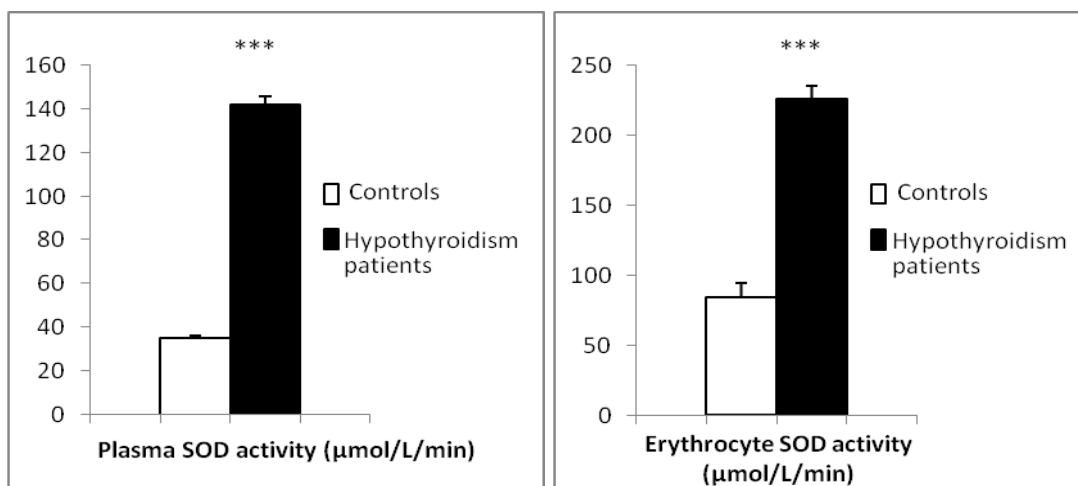 ***
160
140
120
100
80
60
40
20
0
Controls
Hypothyroidism
patients
Plasma SOD activity (μmol/L/min)
***
250
200
150
100
50
0
Controls
Hypothyroidism
patients
Erythrocyte SOD activity
(μmol/L/min)